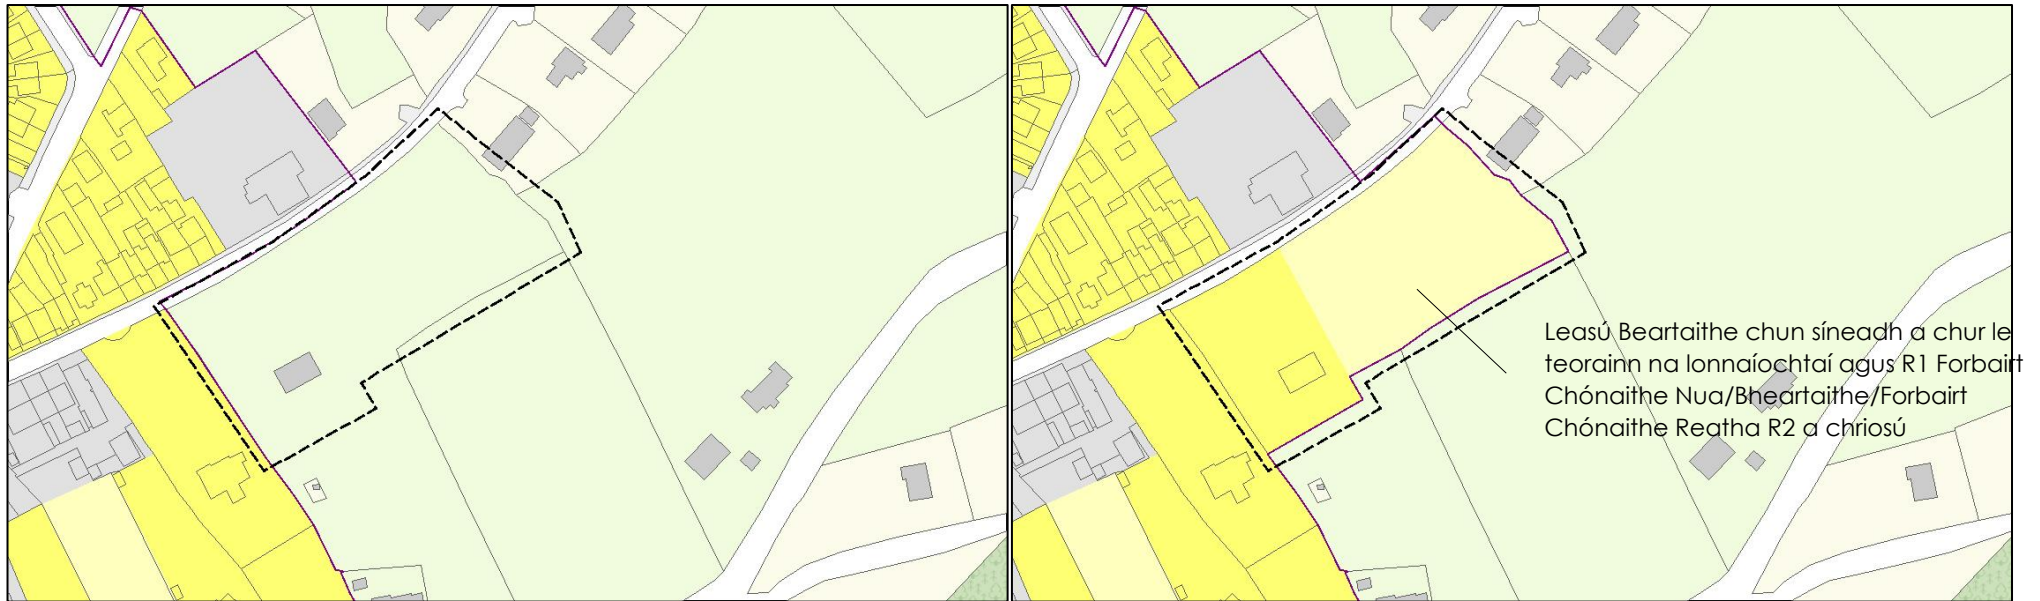 Leasú Beartaithe chun síneadh a chur le
teorainn na lonnaíochtaí agus R1 Forbairt
Chónaithe Nua/Bheartaithe/Forbairt
Chónaithe Reatha R2 a chriosú